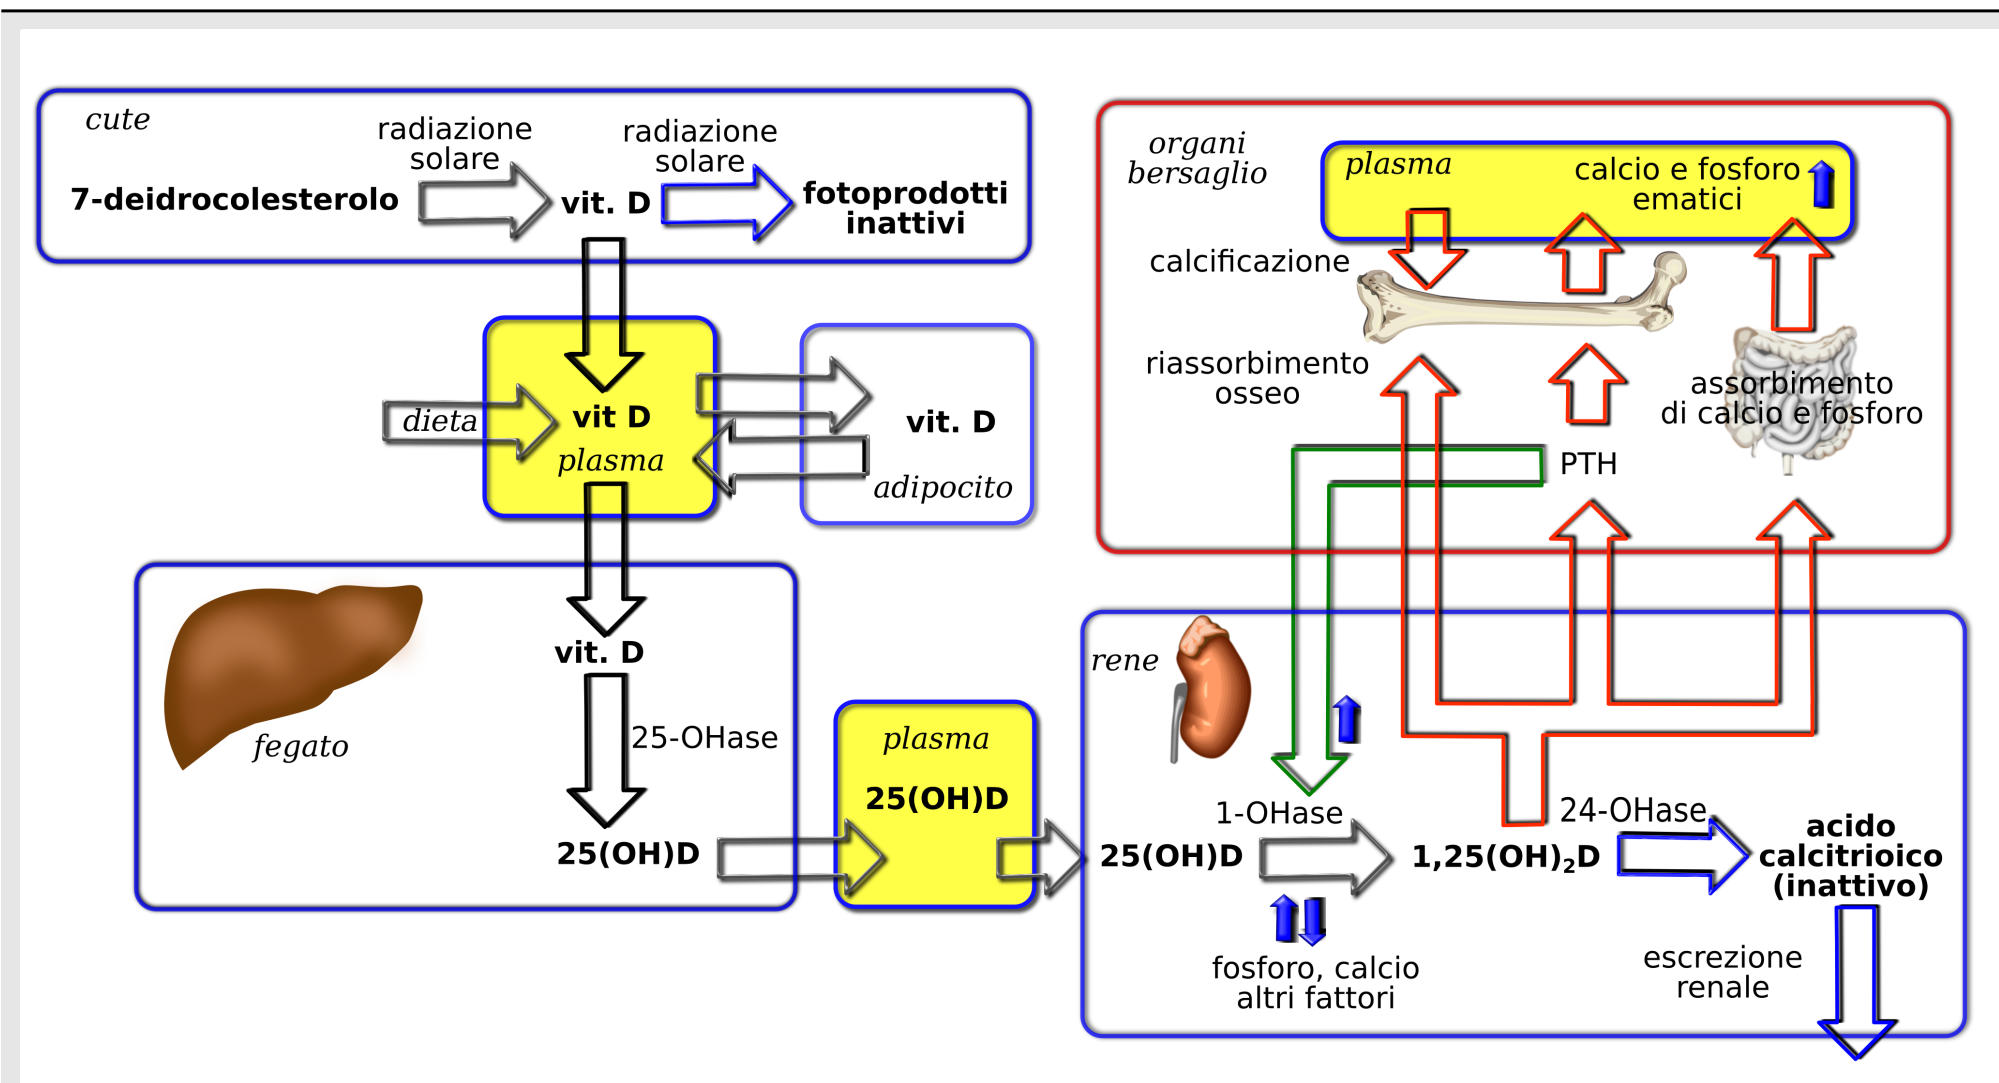 cute
radiazione
solare
radiazione
solare
7-deidrocolesterolo
vit. D
fotoprodotti
inattivi
dieta
vit D
plasma
vit. D
adipocito
fegato
vit. D
25-OHase
25(OH)D
plasma
25(OH)D
organi
bersaglio
plasma
calcio e fosforo
ematici
calcificazione
riassorbimento
osseo
assorbimento
di calcio e fosforo
PTH
rene
1-OHase
24-OHase
25(OH)D
1,25(OH)₂D
acido
calcitrioico
(inattivo)
fosforo, calcio
altri fattori
escrezione
renale